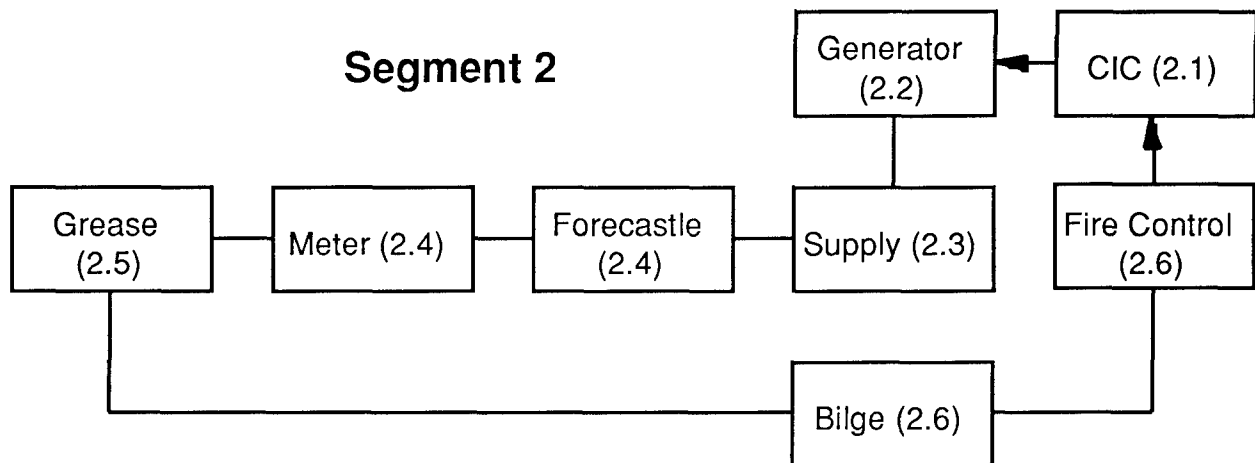 Segment 2
Generator
(2.2)
CIC (2.1)
Grease
(2.5)
Meter (2.4)
Forecastle
(2.4)
Supply (2.3)
Fire Control
(2.6)
Bilge (2.6)